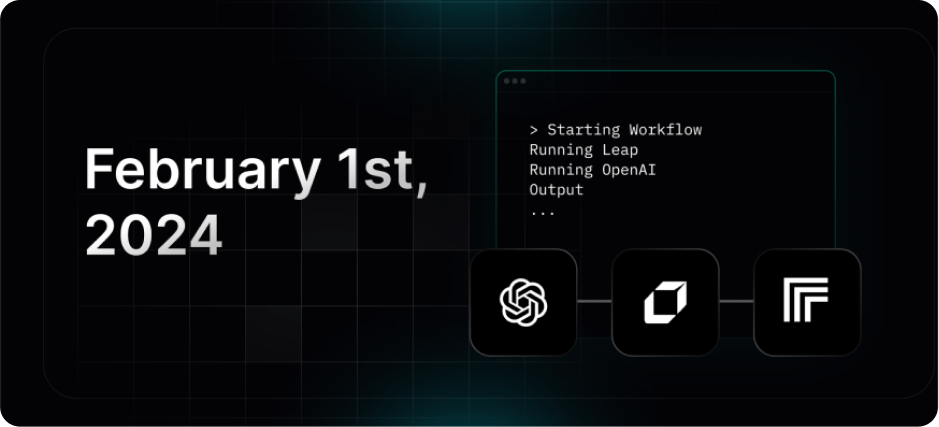 February 1st,
2024
> Starting Workflow
Running Leap
Running OpenAI
Output
...